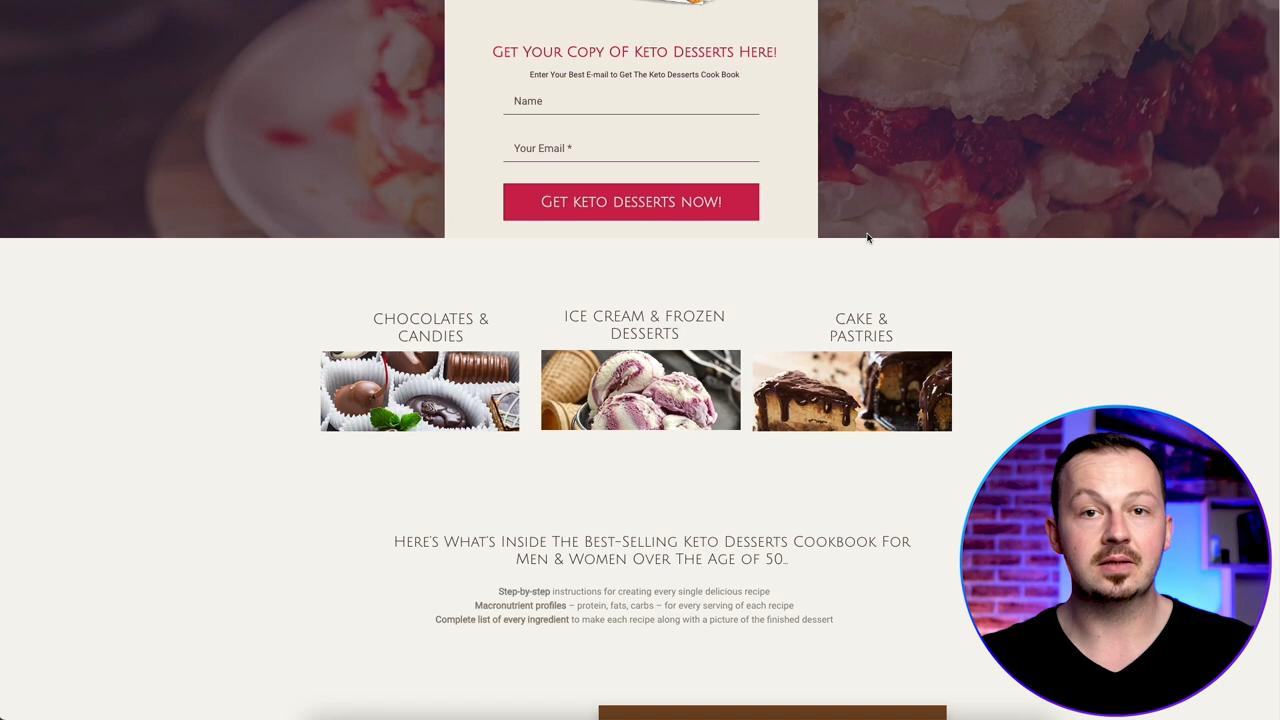 Get Your Copy OF Keto Desserts Here!
Enter Your Best E-mail to Get The Keto Desserts Cook Book
Name
Your Email *
Get keto desserts now!
CHOCOLATES &
CANDIES
ICE CREAM & FROZEN
DESSERTS
CAKE &
PASTRIES
Here's What's Inside The Best-Selling Keto Desserts Cookbook For
Men & Women Over The Age of 50...
Step-by-step instructions for creating every single delicious recipe
Macronutrient profiles – protein, fats, carbs – for every serving of each recipe
Complete list of every ingredient to make each recipe along with a picture of the finished dessert